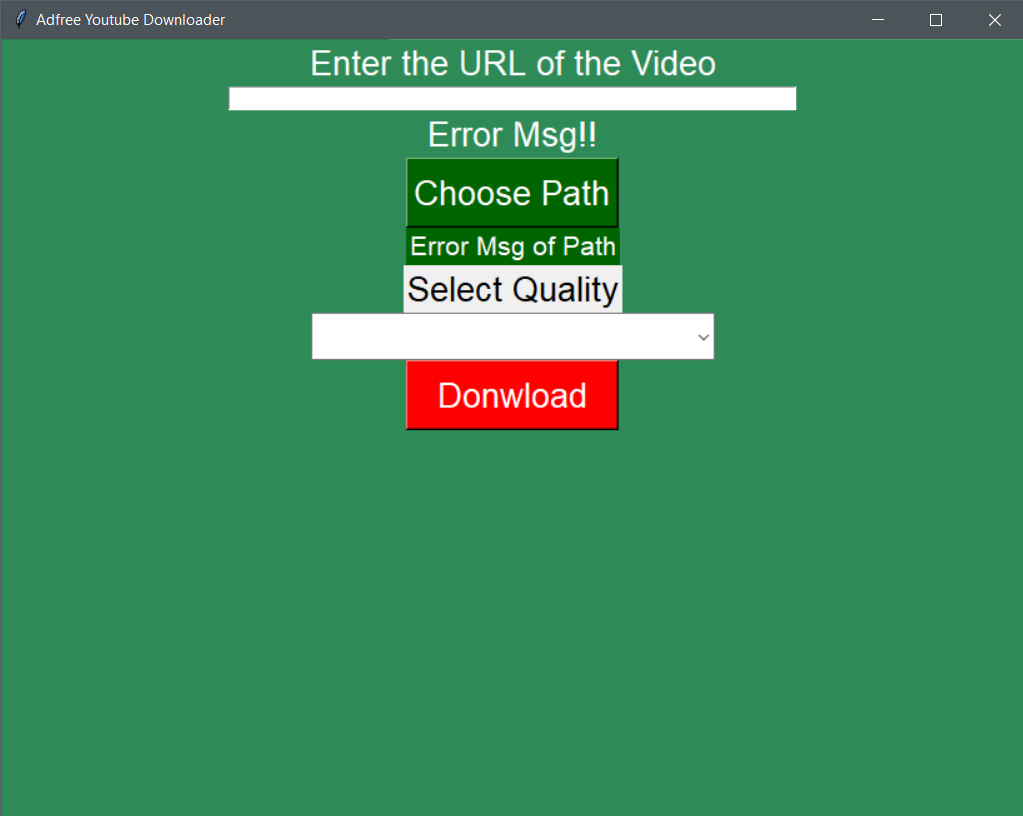 Adfree Youtube Downloader
Enter the URL of the Video
Error Msg!!
Choose Path
Error Msg of Path
Select Quality
Donwload